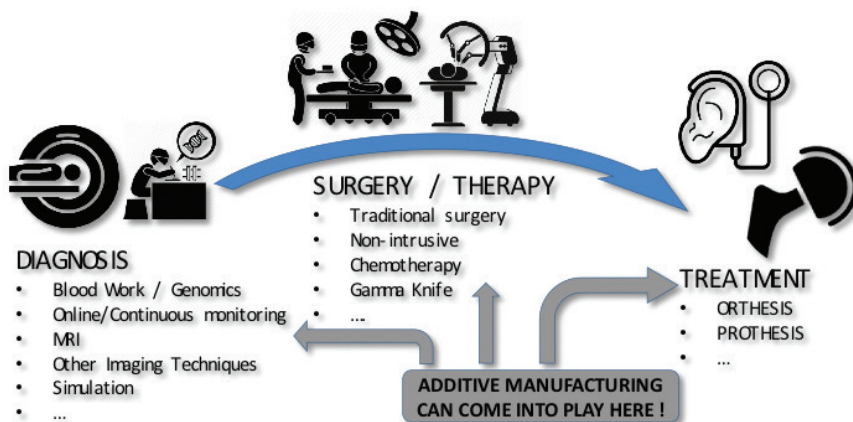 SURGERY / THERAPY
• Traditional surgery
• Non-intrusive
• Chemotherapy
• Gamma Knife
• ....
DIAGNOSIS
• Blood Work / Genomics
• Online/Continuous monitoring
• MRI
• Other Imaging Techniques
• Simulation
• ...
TREATMENT
• ORTHESIS
• PROTHESIS
• ...
ADDITIVE MANUFACTURING
CAN COME INTO PLAY HERE !